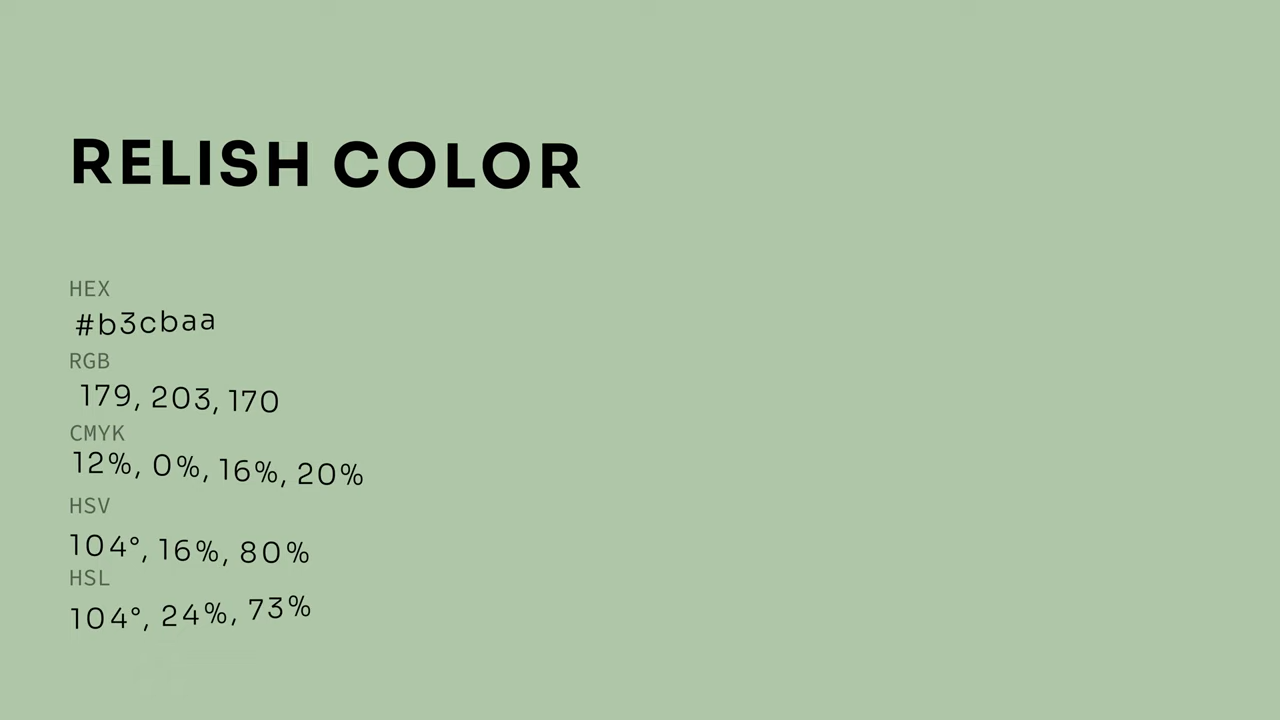 RELISH COLOR
HEX
#b3cbaa
RGB
179, 203, 170
CMYK
12%, 0%, 16%, 20%
HSV
104°, 16%, 80%
HSL
104°, 24%, 73%